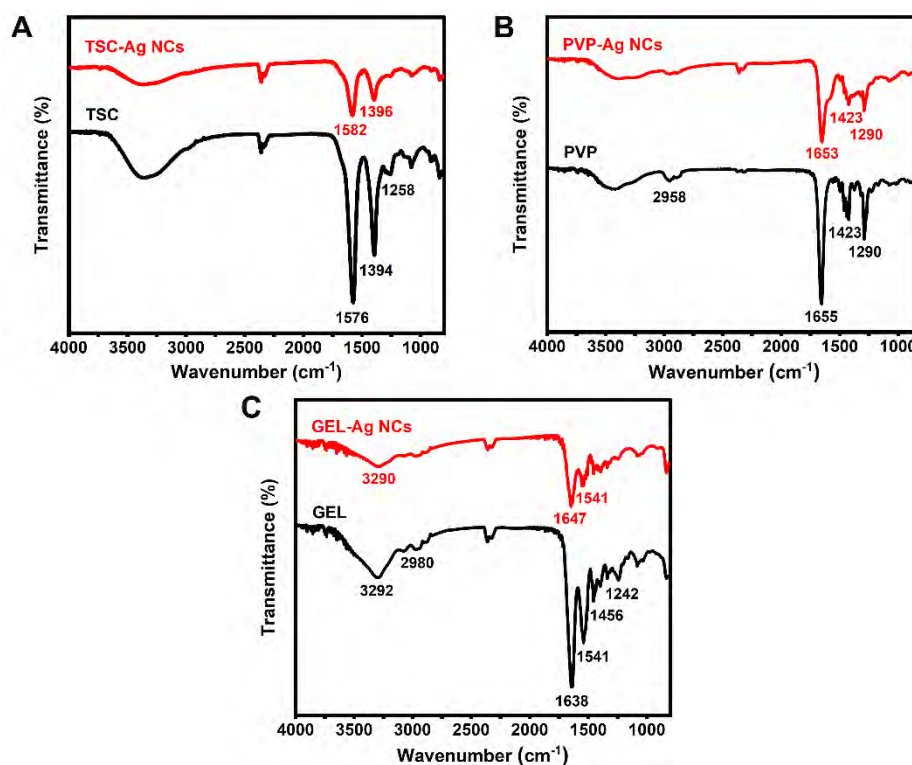 A
TSC-Ag NCs
1396
1582
TSC
1258
1394
1576
Transmittance (%)
4000 3500 3000 2500 2000 1500 1000
Wavenumber (cm⁻¹)
B
PVP-Ag NCs
1423
1290
1653
PVP
2958
1423
1290
1655
Transmittance (%)
4000 3500 3000 2500 2000 1500 1000
Wavenumber (cm⁻¹)
C
GEL-Ag NCs
3290
1541
1647
GEL
2980
3292
1242
1456
1541
1638
Transmittance (%)
4000 3500 3000 2500 2000 1500 1000
Wavenumber (cm⁻¹)